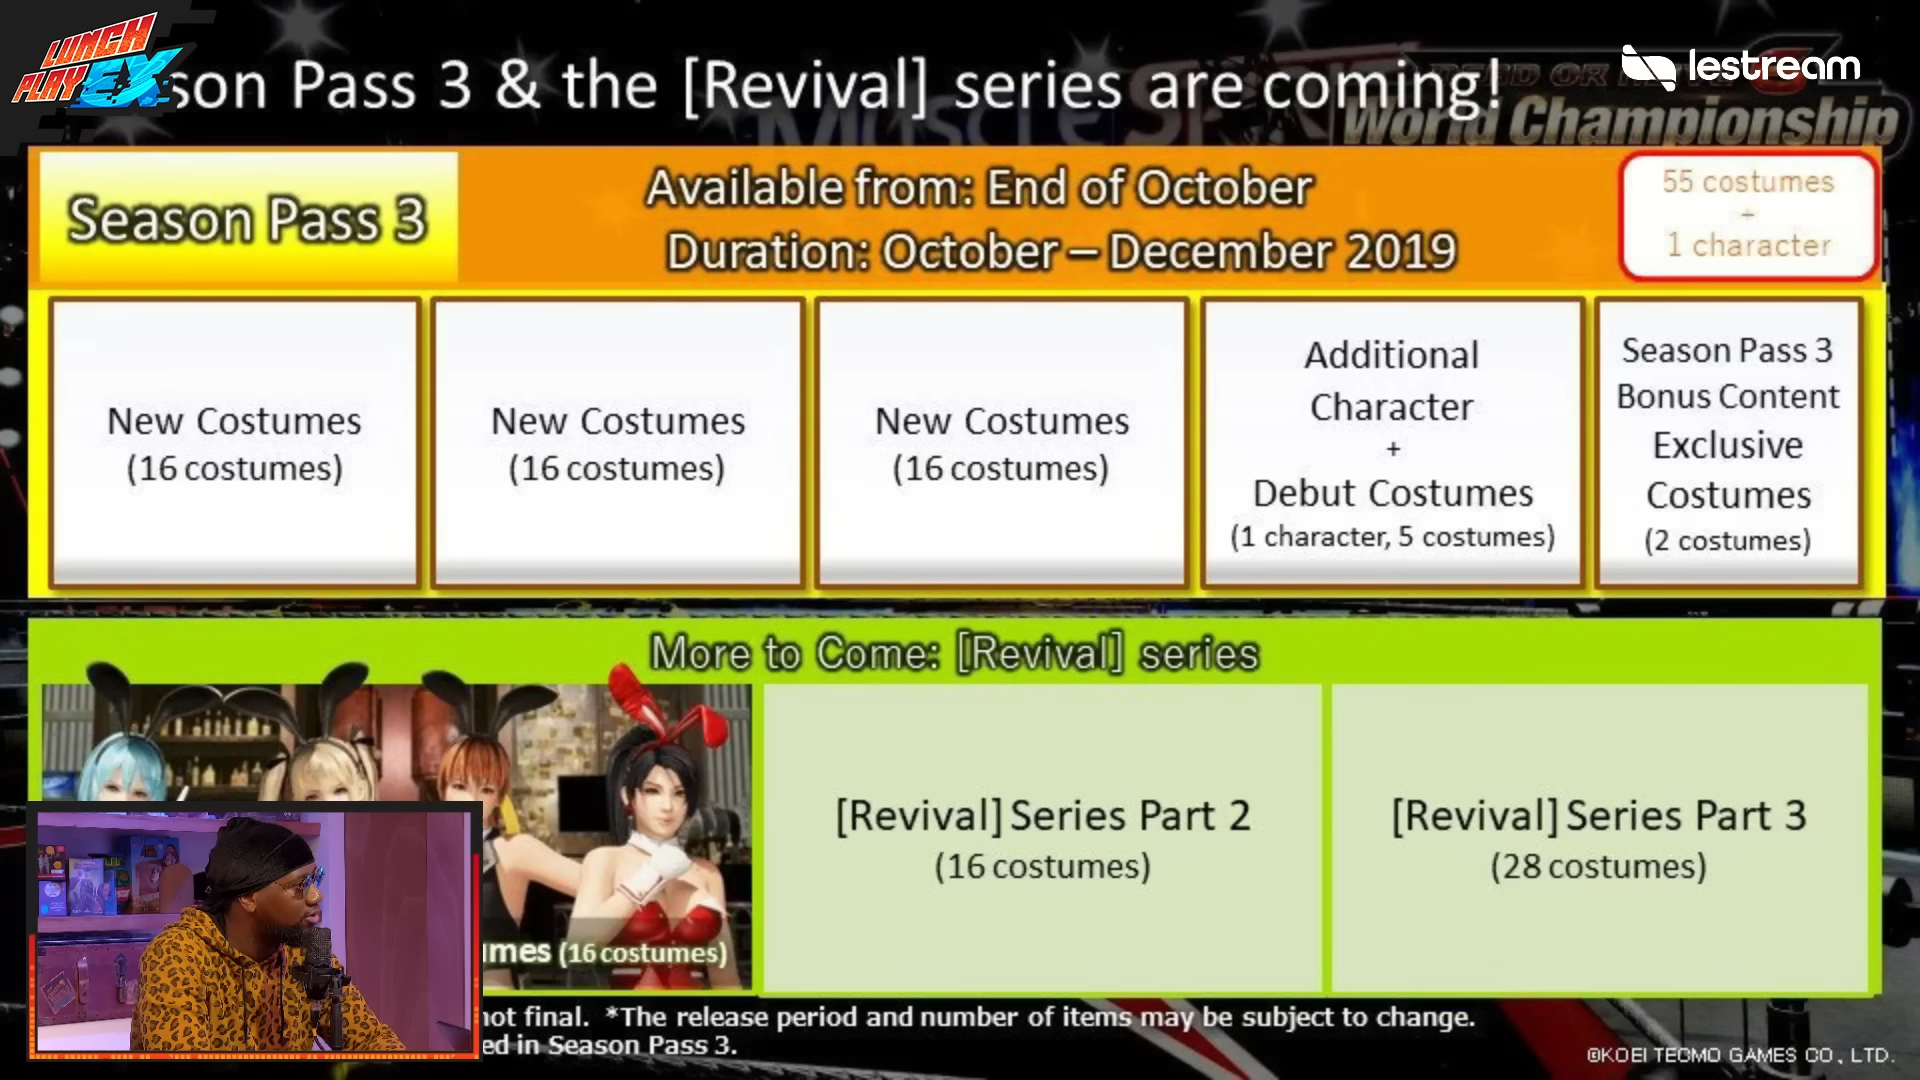 LUNCH
PLAY EX
lestream
son Pass 3 & the [Revival] series are coming!
World Championship
Season Pass 3
Available from: End of October
Duration: October – December 2019
55 costumes
+
1 character
New Costumes
(16 costumes)
New Costumes
(16 costumes)
New Costumes
(16 costumes)
Additional
Character
+
Debut Costumes
(1 character, 5 costumes)
Season Pass 3
Bonus Content
Exclusive
Costumes
(2 costumes)
More to Come: [Revival] series
umes (16 costumes)
[Revival] Series Part 2
(16 costumes)
[Revival] Series Part 3
(28 costumes)
not final. *The release period and number of items may be subject to change.
ed in Season Pass 3.
©KOEI TECMO GAMES CO., LTD.